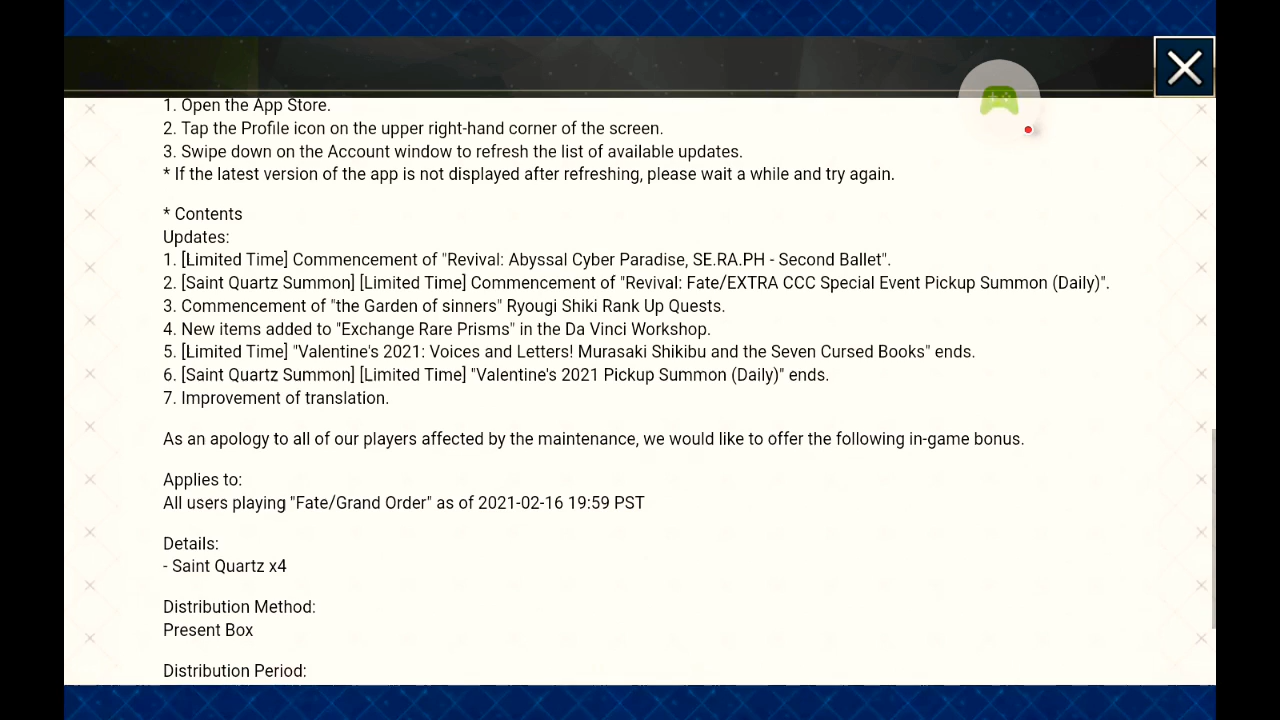 1. Open the App Store.
2. Tap the Profile icon on the upper right-hand corner of the screen.
3. Swipe down on the Account window to refresh the list of available updates.
* If the latest version of the app is not displayed after refreshing, please wait a while and try again.
* Contents
Updates:
1. [Limited Time] Commencement of "Revival: Abyssal Cyber Paradise, SE.RA.PH - Second Ballet".
2. [Saint Quartz Summon] [Limited Time] Commencement of "Revival: Fate/EXTRA CCC Special Event Pickup Summon (Daily)".
3. Commencement of "the Garden of sinners" Ryougi Shiki Rank Up Quests.
4. New items added to "Exchange Rare Prisms" in the Da Vinci Workshop.
5. [Limited Time] "Valentine's 2021: Voices and Letters! Murasaki Shikibu and the Seven Cursed Books" ends.
6. [Saint Quartz Summon] [Limited Time] "Valentine's 2021 Pickup Summon (Daily)" ends.
7. Improvement of translation.
As an apology to all of our players affected by the maintenance, we would like to offer the following in-game bonus.
Applies to:
All users playing "Fate/Grand Order" as of 2021-02-16 19:59 PST
Details:
- Saint Quartz x4
Distribution Method:
Present Box
Distribution Period: